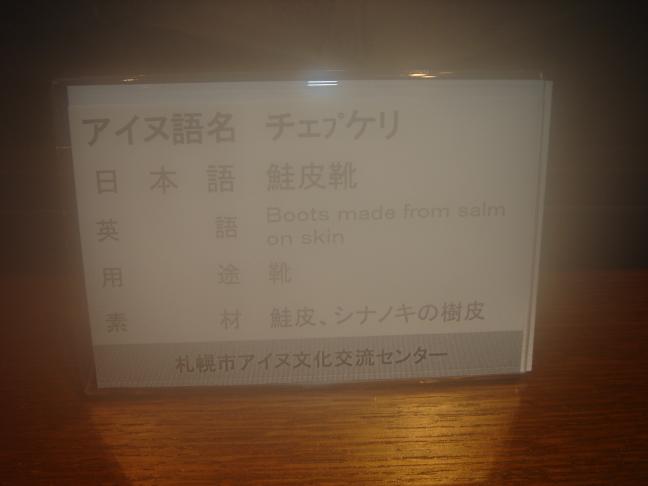 アイヌ語名 チェㇷ゚ケリ
日本語 鮭皮靴
英語 Boots made from salm
on skin
用途 靴
素材 鮭皮、シナノキの樹皮
札幌市アイヌ文化交流センター